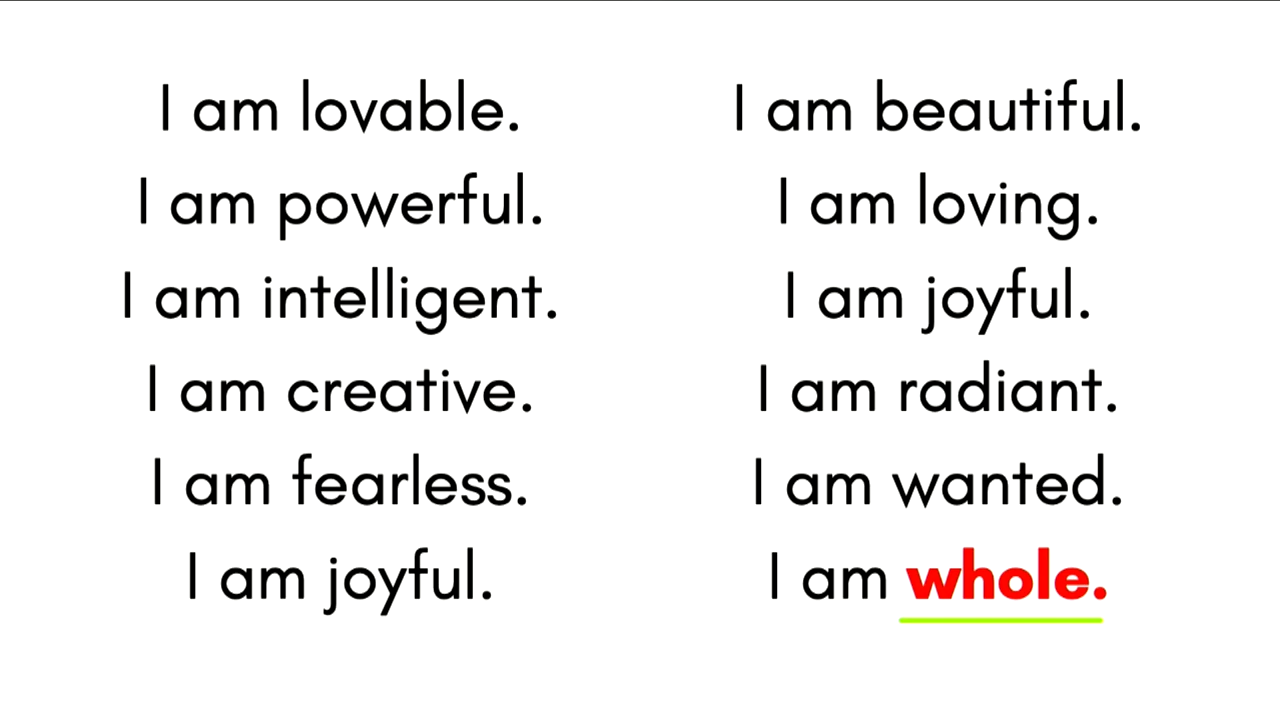 I am lovable.
I am powerful.
I am intelligent.
I am creative.
I am fearless.
I am joyful.
I am beautiful.
I am loving.
I am joyful.
I am radiant.
I am wanted.
I am whole.